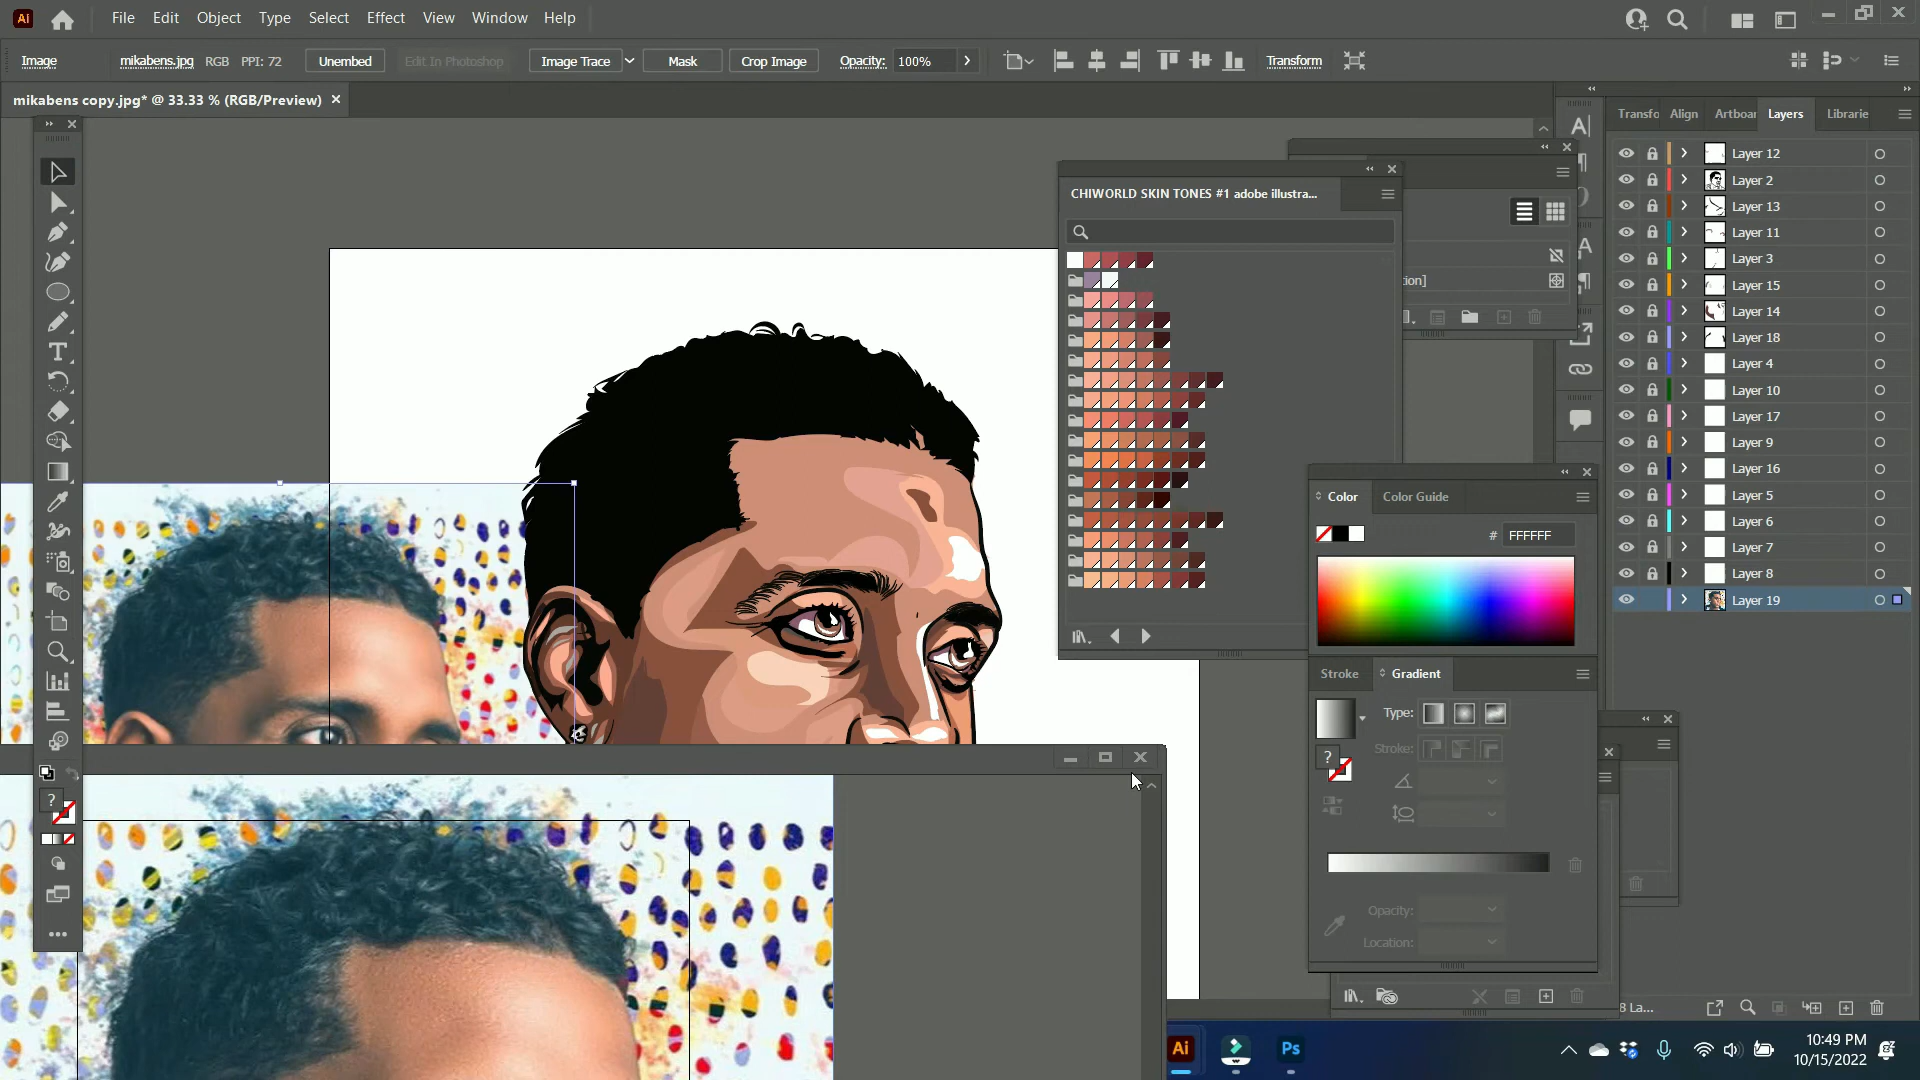 Ai File Edit Object Type Select Effect View Window Help
Image mikabens.jpg RGB PPI: 72 Unembed Edit In Photoshop Image Trace Mask Crop Image Opacity: 100% Transform
mikabens copy.jpg* @ 33.33 % (RGB/Preview)
Transfo Align Artboar Layers Librarie
CHIWORLD SKIN TONES #1 adobe illustra...
tion]
Layer 12
Layer 2
Layer 13
Layer 11
Layer 3
Layer 15
Layer 14
Layer 18
Layer 4
Layer 10
Layer 17
Layer 9
Layer 16
Layer 5
Layer 6
Layer 7
Layer 8
Layer 19
Color Color Guide
# FFFFFF
Stroke Gradient
Type:
Stroke:
Opacity:
Location:
8 La...
Ai Ps
10:49 PM
10/15/2022